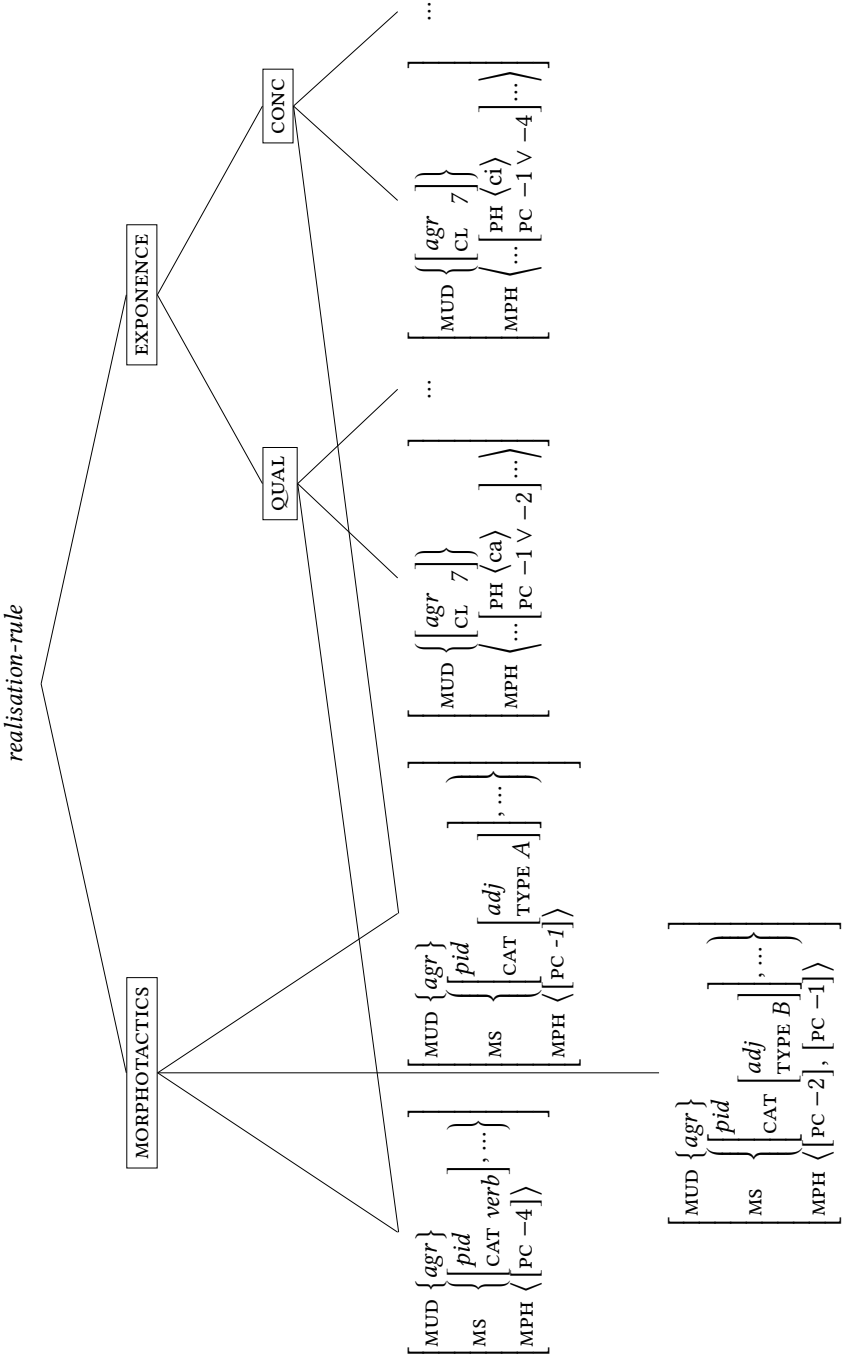 realisation-rule
MORPHOTACTICS
EXPONENCE
QUAL
CONC
[MUD {agr}
MS {[pid
CAT verb], …}
MPH ⟨[PC −4]⟩]
[MUD {agr}
MS {[pid
CAT [adj
TYPE A]], …}
MPH ⟨[PC -1]⟩]
[MUD {[agr
CL 7]}
MPH ⟨… [PH ⟨ca⟩
PC −1 ∨ −2] …⟩]
…
[MUD {[agr
CL 7]}
MPH ⟨… [PH ⟨ci⟩
PC −1 ∨ −4] …⟩]
…
[MUD {agr}
MS {[pid
CAT [adj
TYPE B]], …}
MPH ⟨[PC −2], [PC −1]⟩]